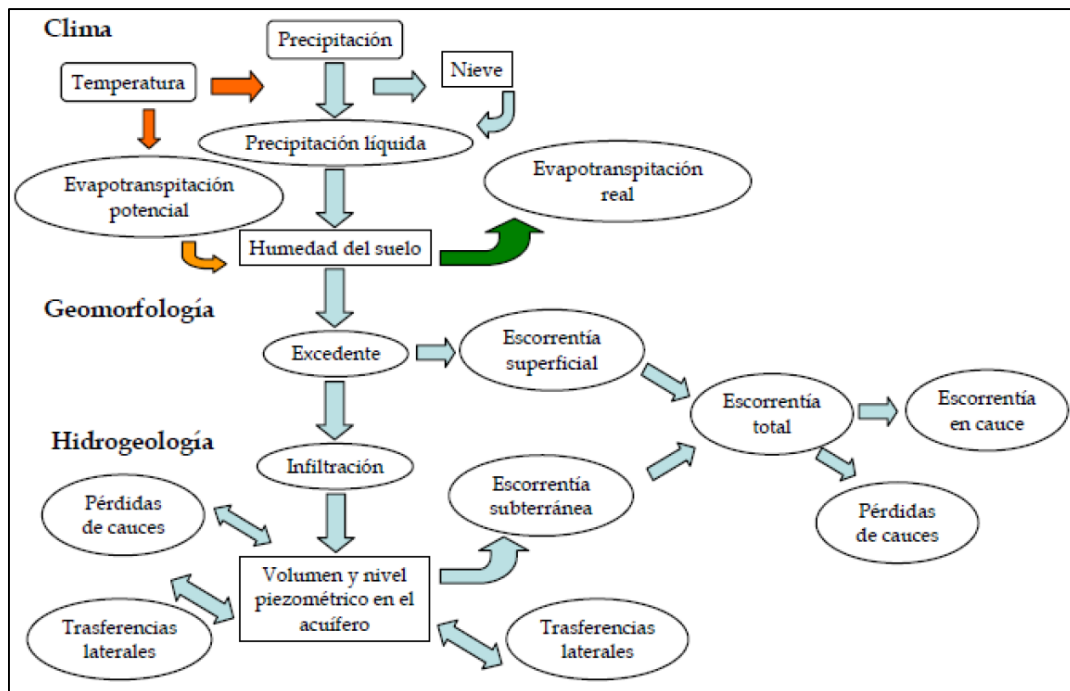 Clima
Precipitación
Nieve
Temperatura
Precipitación líquida
Evapotranspitación
potencial
Evapotranspitación
real
Humedad del suelo
Geomorfología
Excedente
Escorrentía
superficial
Escorrentía
total
Escorrentía
en cauce
Hidrogeología
Infiltración
Escorrentía
subterránea
Pérdidas
de cauces
Pérdidas
de cauces
Volumen y nivel
piezométrico en el
acuífero
Trasferencias
laterales
Trasferencias
laterales